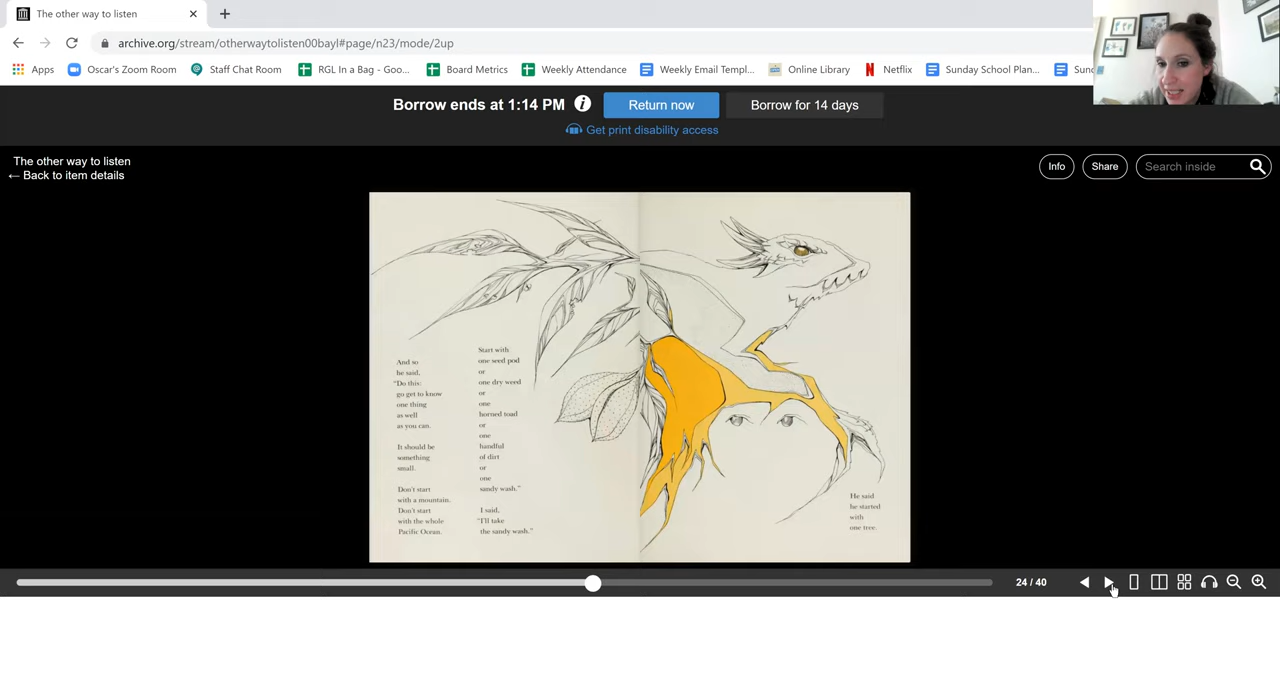 The other way to listen
archive.org/stream/otherwaytolisten00bayl#page/n23/mode/2up
Apps
Oscar's Zoom Room
Staff Chat Room
RGL In a Bag - Goo...
Board Metrics
Weekly Attendance
Weekly Email Templ...
Online Library
Netflix
Sunday School Plan...
Borrow ends at 1:14 PM
Return now
Borrow for 14 days
Get print disability access
The other way to listen
← Back to item details
Info
Share
Search inside
And so
he said,
"Do this:
go get to know
one thing
as well
as you can.
It should be
something
small.
Don't start
with a mountain.
Don't start
with the whole
Pacific Ocean.
Start with
one seed pod
or
one dry weed
or
one
horned toad
or
one
handful
of dirt
or
one
sandy wash."
I said,
"I'll take
the sandy wash."
He said
he started
with
one tree.
24 / 40